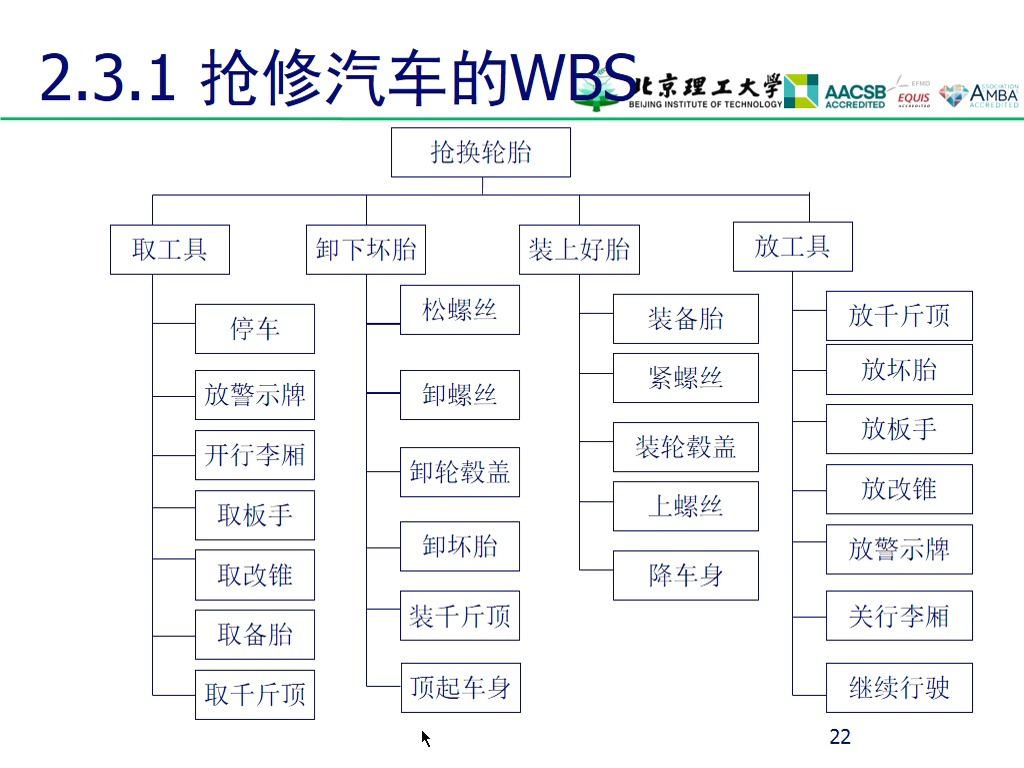 2.3.1 抢修汽车的WBS
北京理工大学
BEIJING INSTITUTE OF TECHNOLOGY
AACSB
ACCREDITED
EFMD
EQUIS
ACCREDITED
ASSOCIATION
AMBA
ACCREDITED
抢换轮胎
取工具
停车
放警示牌
开行李厢
取板手
取改锥
取备胎
取千斤顶
卸下坏胎
松螺丝
卸螺丝
卸轮毂盖
卸坏胎
装千斤顶
顶起车身
装上好胎
装备胎
紧螺丝
装轮毂盖
上螺丝
降车身
放工具
放千斤顶
放坏胎
放板手
放改锥
放警示牌
关行李厢
继续行驶
22